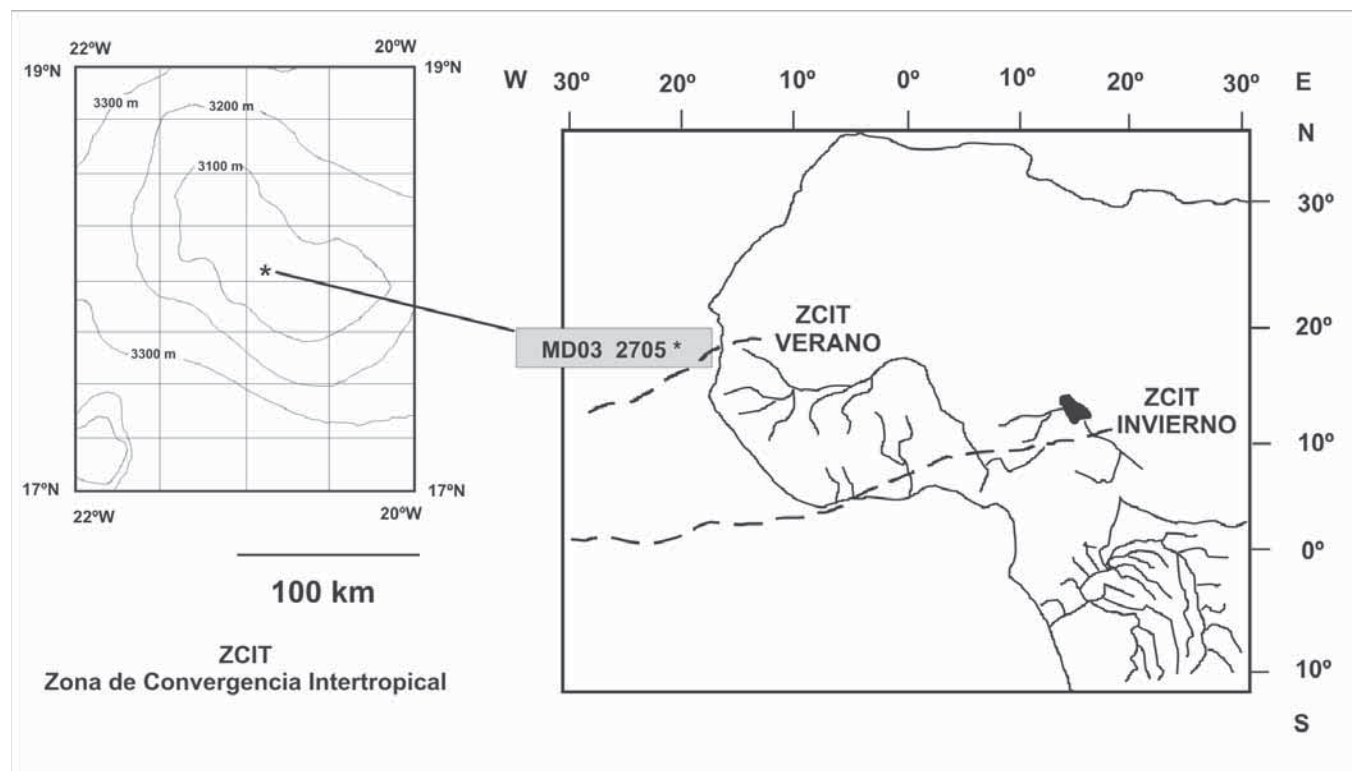 22ºW 20ºW
19ºN 19ºN
3300 m
3200 m
3100 m
*
3300 m
17ºN 17ºN
22ºW 20ºW
100 km
ZCIT
Zona de Convergencia Intertropical
W 30º 20º 10º 0º 10º 20º 30º E
N
30º
20º
10º
0º
10º
S
ZCIT
VERANO
MD03 2705 *
ZCIT
INVIERNO